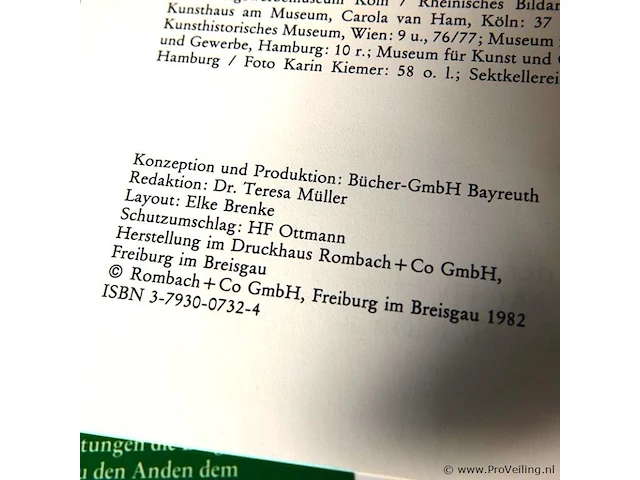 Kunsthaus am Museum, Carola van Ham, Köln: 37
Kunsthistorisches Museum, Wien: 9 u., 76/77; Museum
und Gewerbe, Hamburg: 10 r.; Museum für Kunst und
Hamburg / Foto Karin Kiemer: 58 o. l.; Sektkellerei
Konzeption und Produktion: Bücher-GmbH Bayreuth
Redaktion: Dr. Teresa Müller
Layout: Elke Brenke
Schutzumschlag: HF Ottmann
Herstellung im Druckhaus Rombach+Co GmbH,
Freiburg im Breisgau
© Rombach+Co GmbH, Freiburg im Breisgau 1982
ISBN 3-7930-0732-4
den Anden dem
© www.ProVeiling.nl